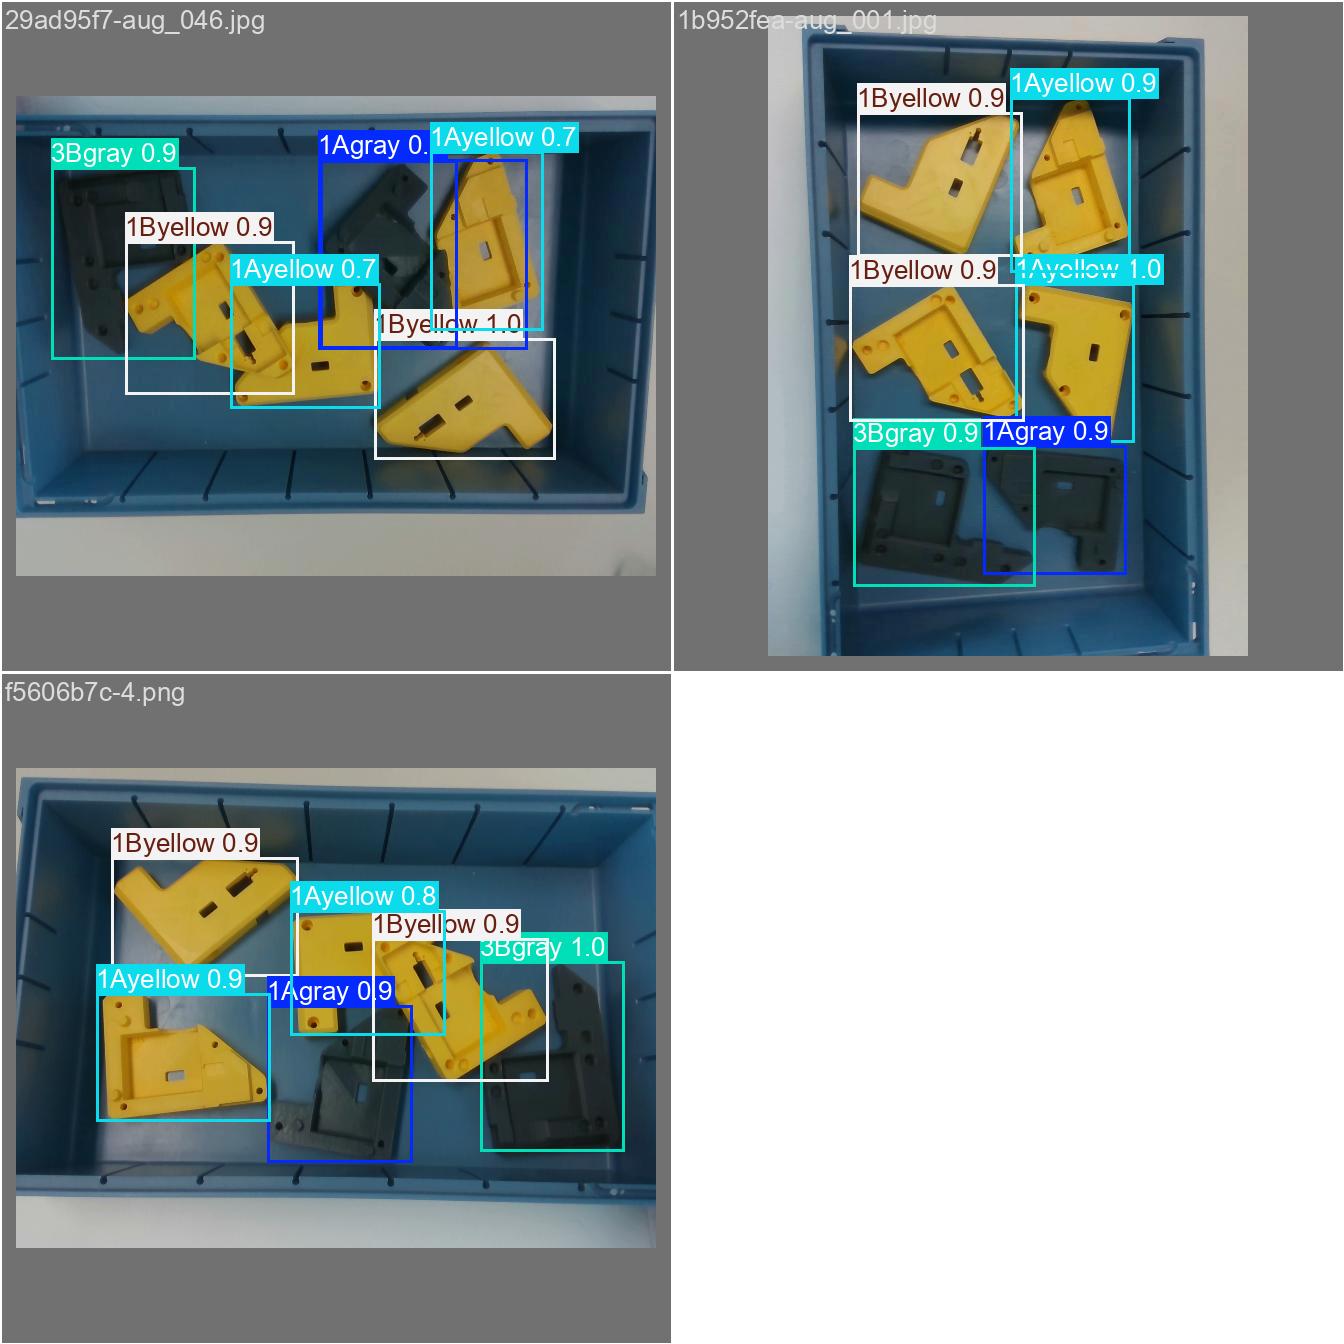 29ad95f7-aug_046.jpg
3Bgray 0.9
1Byellow 0.9
1Agray 0.
1Ayellow 0.7
1Ayellow 0.7
1Byellow 1.0
1b952fea-aug_001.jpg
1Byellow 0.9
1Ayellow 0.9
1Byellow 0.9
1Ayellow 1.0
3Bgray 0.9
1Agray 0.9
f5606b7c-4.png
1Byellow 0.9
1Ayellow 0.8
1Byellow 0.9
3Bgray 1.0
1Ayellow 0.9
1Agray 0.9